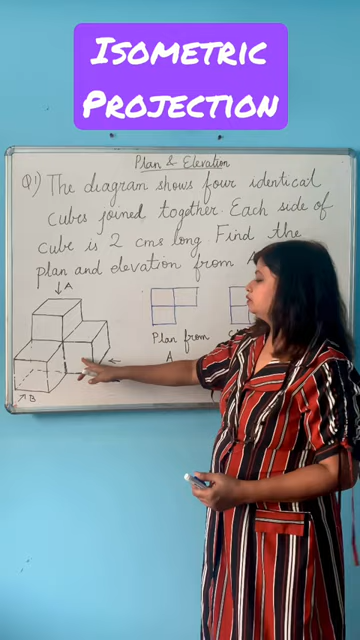 ISOMETRIC
PROJECTION
Plan & Elevation
Q1) The diagram shows four identical
cubes joined together. Each side of
cube is 2 cms long. Find the
plan and elevation from A
↓ A
Plan from
A
↑ B